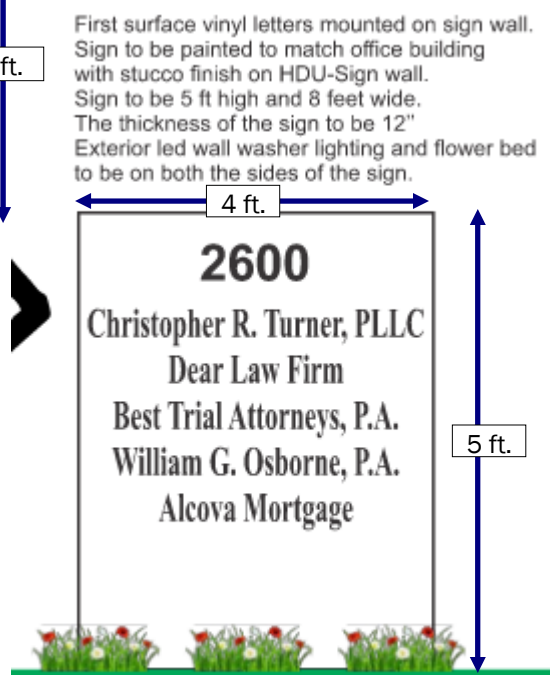 First surface vinyl letters mounted on sign wall.
Sign to be painted to match office building
with stucco finish on HDU-Sign wall.
Sign to be 5 ft high and 8 feet wide.
The thickness of the sign to be 12"
Exterior led wall washer lighting and flower bed
to be on both the sides of the sign.
ft.
4 ft.
2600
Christopher R. Turner, PLLC
Dear Law Firm
Best Trial Attorneys, P.A.
William G. Osborne, P.A.
Alcova Mortgage
5 ft.